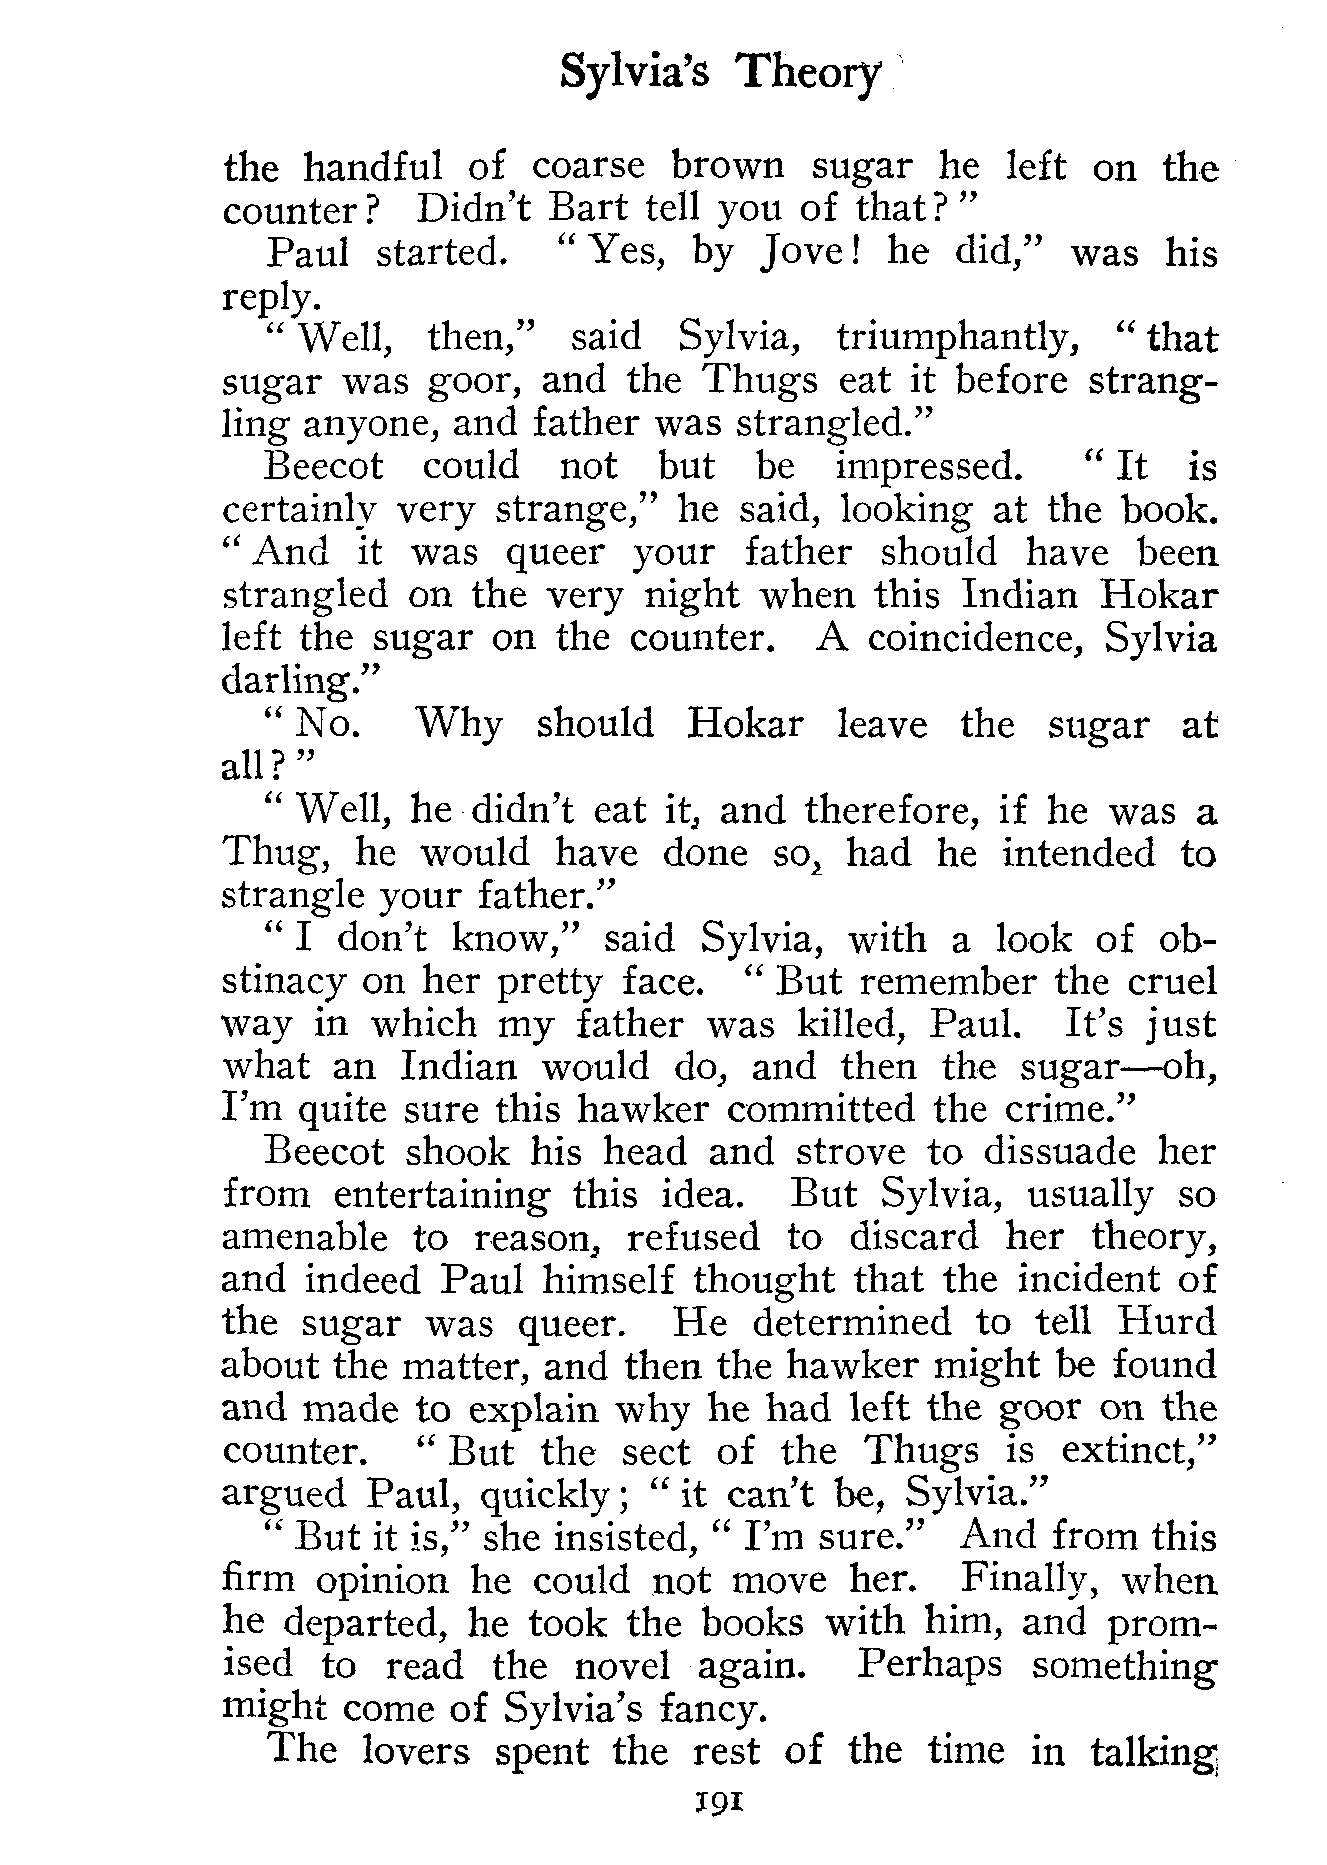 Sylvia's Theory
the handful of coarse brown sugar he left on the
counter? Didn't Bart tell you of that?"
Paul started. "Yes, by Jove! he did," was his
reply.
"Well, then," said Sylvia, triumphantly, "that
sugar was goor, and the Thugs eat it before strang-
ling anyone, and father was strangled."
Beecot could not but be impressed. "It is
certainly very strange," he said, looking at the book.
"And it was queer your father should have been
strangled on the very night when this Indian Hokar
left the sugar on the counter. A coincidence, Sylvia
darling."
"No. Why should Hokar leave the sugar at
all?"
"Well, he didn't eat it, and therefore, if he was a
Thug, he would have done so, had he intended to
strangle your father."
"I don't know," said Sylvia, with a look of ob-
stinacy on her pretty face. "But remember the cruel
way in which my father was killed, Paul. It's just
what an Indian would do, and then the sugar—oh,
I'm quite sure this hawker committed the crime."
Beecot shook his head and strove to dissuade her
from entertaining this idea. But Sylvia, usually so
amenable to reason, refused to discard her theory,
and indeed Paul himself thought that the incident of
the sugar was queer. He determined to tell Hurd
about the matter, and then the hawker might be found
and made to explain why he had left the goor on the
counter. "But the sect of the Thugs is extinct,"
argued Paul, quickly; "it can't be, Sylvia."
"But it is," she insisted, "I'm sure." And from this
firm opinion he could not move her. Finally, when
he departed, he took the books with him, and prom-
ised to read the novel again. Perhaps something
might come of Sylvia's fancy.
The lovers spent the rest of the time in talking
191